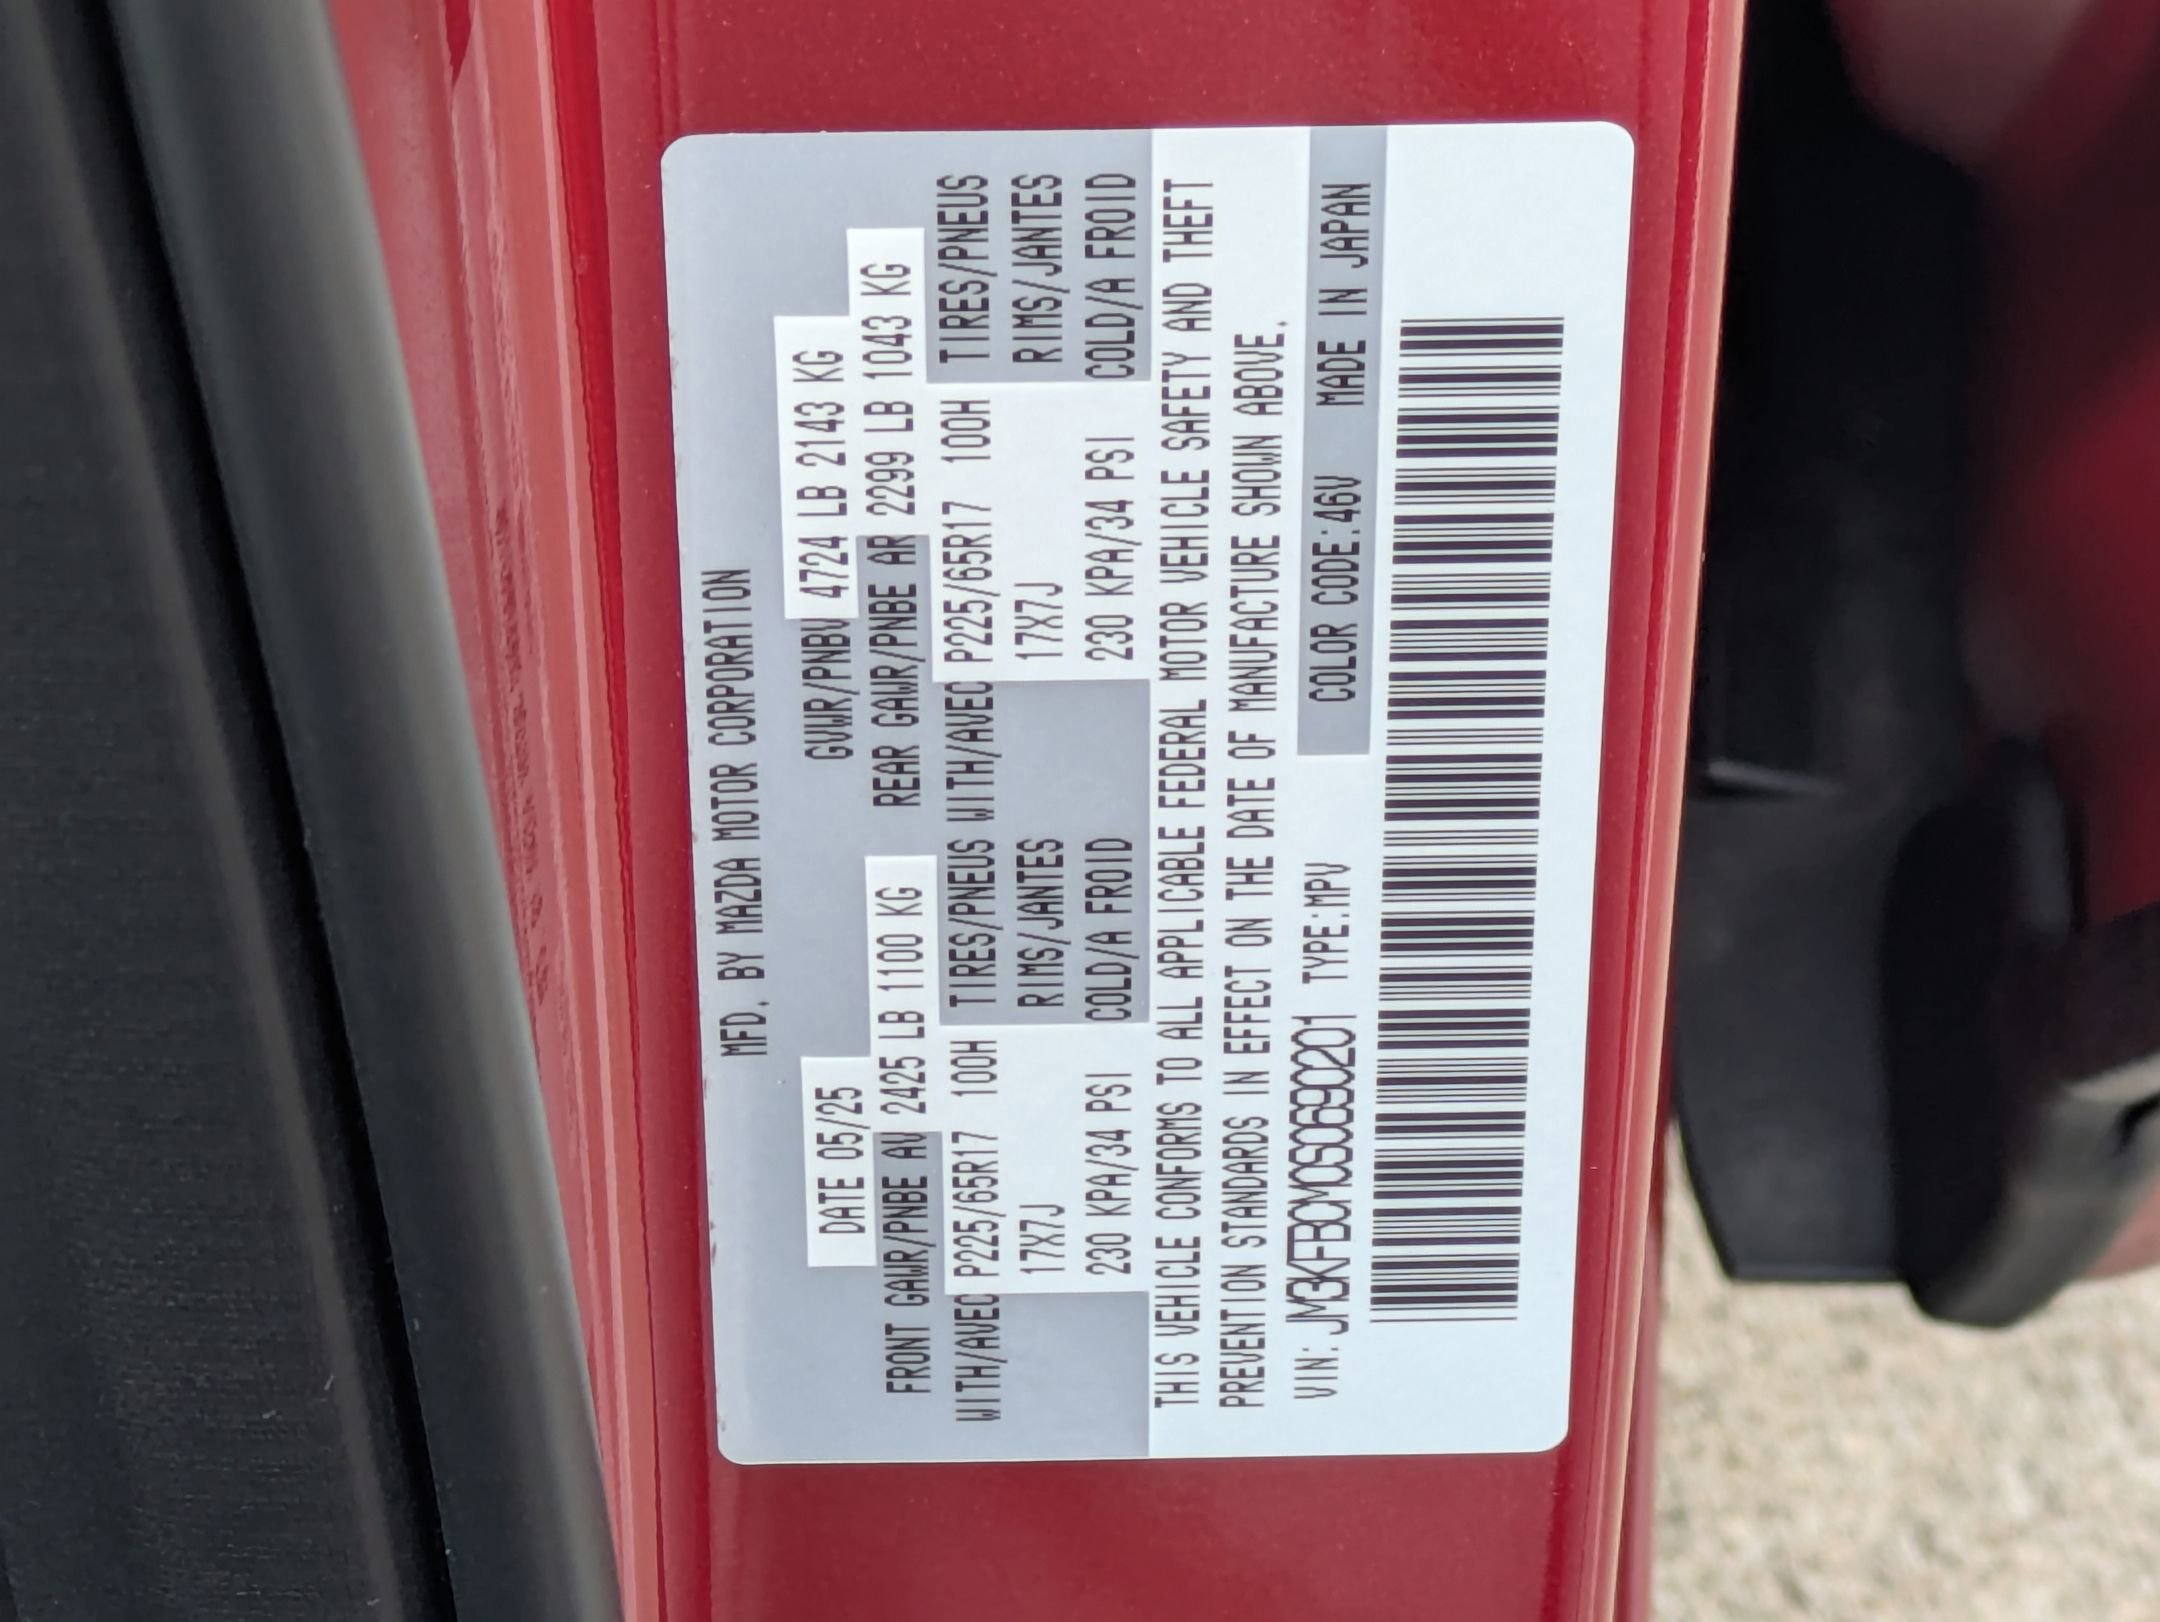 MFD. BY MAZDA MOTOR CORPORATION
DATE 05/25 GVWR/PNBV 4724 LB 2143 KG
FRONT GAWR/PNBE AV 2425 LB 1100 KG REAR GAWR/PNBE AR 2299 LB 1043 KG
WITH/AVEC P225/65R17 100H TIRES/PNEUS WITH/AVEC P225/65R17 100H TIRES/PNEUS
17X7J RIMS/JANTES 17X7J RIMS/JANTES
230 KPA/34 PSI COLD/A FROID 230 KPA/34 PSI COLD/A FROID
THIS VEHICLE CONFORMS TO ALL APPLICABLE FEDERAL MOTOR VEHICLE SAFETY AND THEFT
PREVENTION STANDARDS IN EFFECT ON THE DATE OF MANUFACTURE SHOWN ABOVE.
VIN: JM3KFBCM0S0690201 TYPE:MPV COLOR CODE:46V MADE IN JAPAN